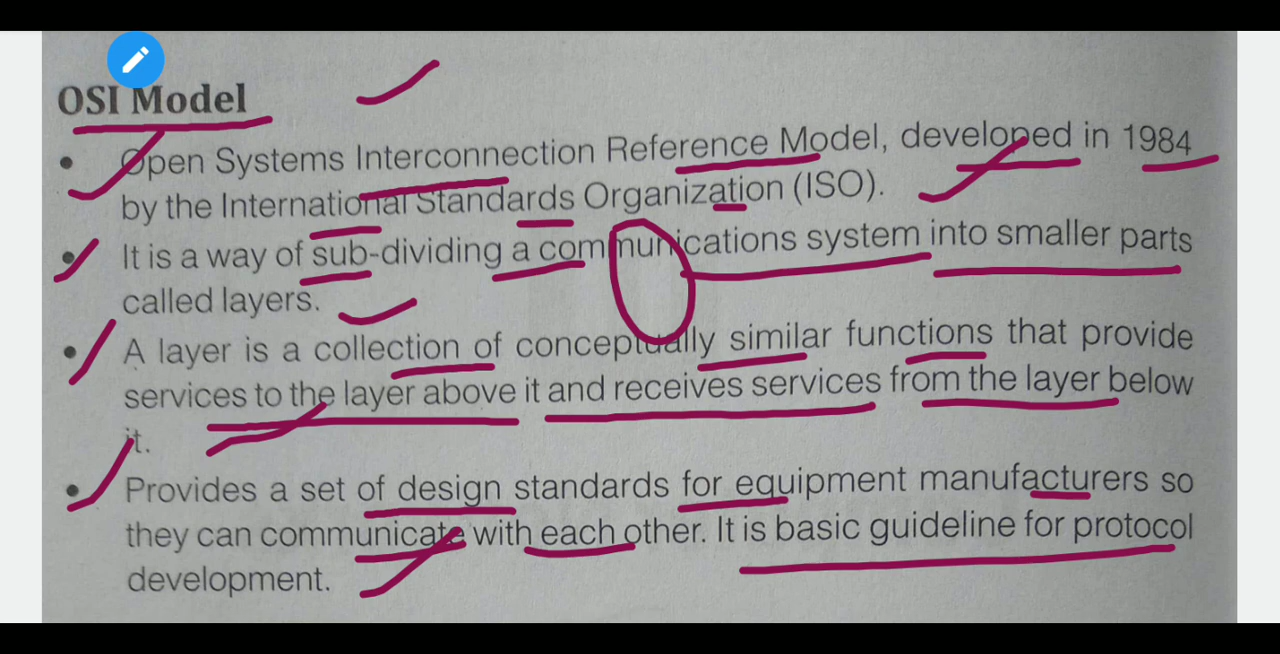 OSI Model
• Open Systems Interconnection Reference Model, developed in 1984
by the International Standards Organization (ISO).
• It is a way of sub-dividing a communications system into smaller parts
called layers.
• A layer is a collection of conceptually similar functions that provide
services to the layer above it and receives services from the layer below
it.
• Provides a set of design standards for equipment manufacturers so
they can communicate with each other. It is basic guideline for protocol
development.